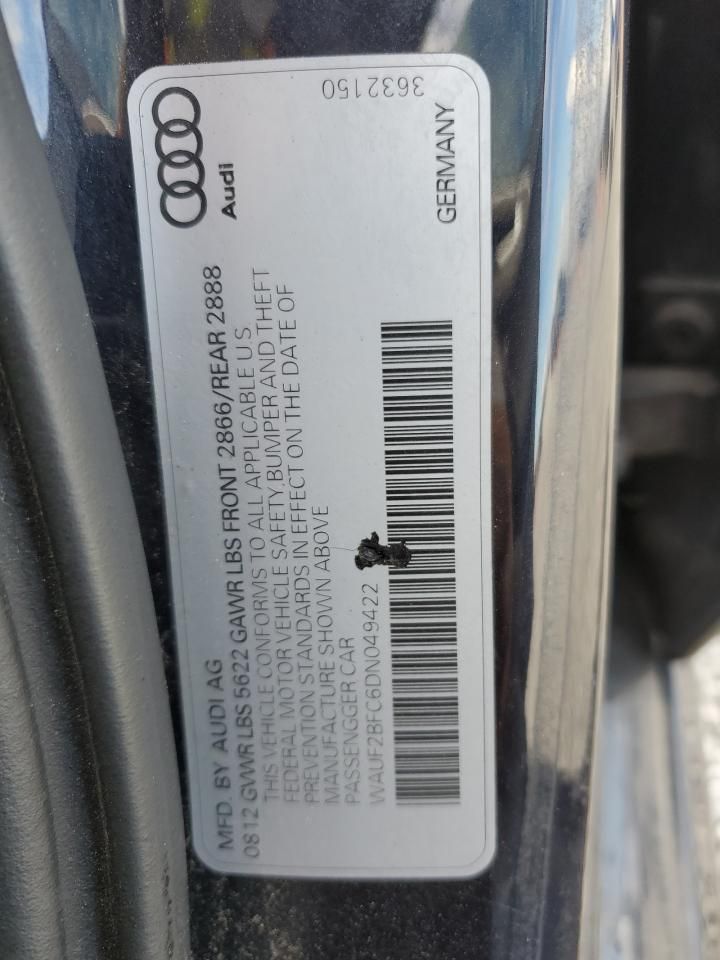 Audi
MFD. BY AUDI AG
0812 GVWR LBS 5622 GAWR LBS FRONT 2866/REAR 2888
THIS VEHICLE CONFORMS TO ALL APPLICABLE U S
FEDERAL MOTOR VEHICLE SAFETY,BUMPER AND THEFT
PREVENTION STANDARDS IN EFFECT ON THE DATE OF
MANUFACTURE SHOWN ABOVE
PASSENGGER CAR
WAUF2BFC6DN049422
GERMANY
3632150